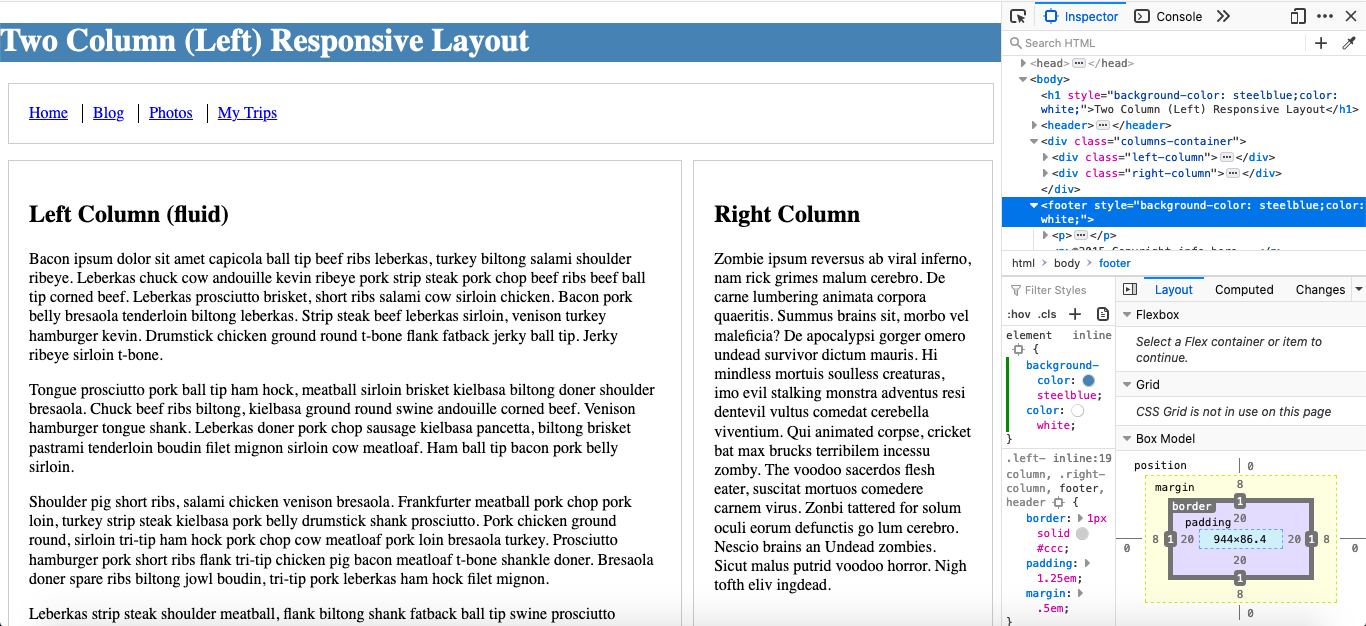 Two Column (Left) Responsive Layout
Home
Blog
Photos
My Trips
Left Column (fluid)
Bacon ipsum dolor sit amet capicola ball tip beef ribs leberkas, turkey biltong salami shoulder
ribeye. Leberkas chuck cow andouille kevin ribeye pork strip steak pork chop beef ribs beef ball
tip corned beef. Leberkas prosciutto brisket, short ribs salami cow sirloin chicken. Bacon pork
belly bresaola tenderloin biltong leberkas. Strip steak beef leberkas sirloin, venison turkey
hamburger kevin. Drumstick chicken ground round t-bone flank fatback jerky ball tip. Jerky
ribeye sirloin t-bone.
Tongue prosciutto pork ball tip ham hock, meatball sirloin brisket kielbasa biltong doner shoulder
bresaola. Chuck beef ribs biltong, kielbasa ground round swine andouille corned beef. Venison
hamburger tongue shank. Leberkas doner pork chop sausage kielbasa pancetta, biltong brisket
pastrami tenderloin boudin filet mignon sirloin cow meatloaf. Ham ball tip bacon pork belly
sirloin.
Shoulder pig short ribs, salami chicken venison bresaola. Frankfurter meatball pork chop pork
loin, turkey strip steak kielbasa pork belly drumstick shank prosciutto. Pork chicken ground
round, sirloin tri-tip ham hock pork chop cow meatloaf pork loin bresaola turkey. Prosciutto
hamburger pork short ribs flank tri-tip chicken pig bacon meatloaf t-bone shankle doner. Bresaola
doner spare ribs biltong jowl boudin, tri-tip pork leberkas ham hock filet mignon.
Leberkas strip steak shoulder meatball, flank biltong shank fatback ball tip swine prosciutto
Right Column
Zombie ipsum reversus ab viral inferno,
nam rick grimes malum cerebro. De
carne lumbering animata corpora
quaeritis. Summus brains sit, morbo vel
maleficia? De apocalypsi gorger omero
undead survivor dictum mauris. Hi
mindless mortuis soulless creaturas,
imo evil stalking monstra adventus resi
dentevil vultus comedat cerebella
viventium. Qui animated corpse, cricket
bat max brucks terribilem incessu
zomby. The voodoo sacerdos flesh
eater, suscitat mortuos comedere
carnem virus. Zonbi tattered for solum
oculi eorum defunctis go lum cerebro.
Nescio brains an Undead zombies.
Sicut malus putrid voodoo horror. Nigh
tofth eliv ingdead.
Inspector
Console
Search HTML
<head> ••• </head>
<body>
<h1 style="background-color: steelblue;color:
white;">Two Column (Left) Responsive Layout</h1>
<header> ••• </header>
<div class="columns-container">
<div class="left-column"> ••• </div>
<div class="right-column"> ••• </div>
</div>
<footer style="background-color: steelblue;color:
white;">
<p> ••• </p>
html > body > footer
Filter Styles
:hov .cls
element inline
{
background-
color:
steelblue;
color:
white;
}
.left- inline:19
column, .right-
column, footer,
header {
border: 1px
solid
#ccc;
padding:
1.25em;
margin:
.5em;
}
Layout
Computed
Changes
Flexbox
Select a Flex container or item to
continue.
Grid
CSS Grid is not in use on this page
Box Model
position
0
margin
8
border
1
padding
20
0 8 1 20 944×86.4 20 1 8 0
20
1
8
0